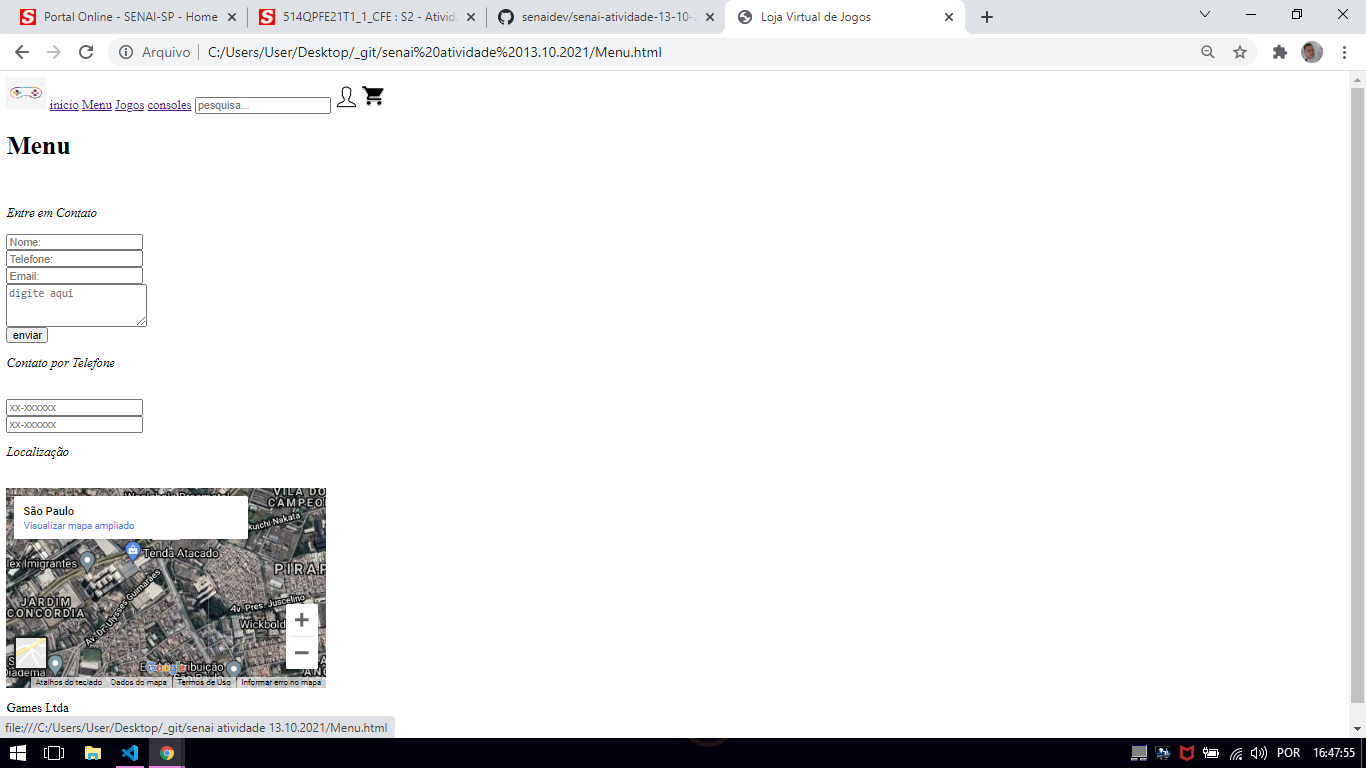 Portal Online - SENAI-SP - Home
514QPFE21T1_1_CFE : S2 - Ativid
senaidev/senai-atividade-13-10-2
Loja Virtual de Jogos
Arquivo
C:/Users/User/Desktop/_git/senai%20atividade%2013.10.2021/Menu.html
inicio Menu Jogos consoles pesquisa...
Menu
Entre em Contato
Nome:
Telefone:
Email:
digite aqui
enviar
Contato por Telefone
xx-xxxxxx
xx-xxxxxx
Localização
VILA DO
CAMPEO
São Paulo
Visualizar mapa ampliado
kuichi Nakata
Tenda Atacado
lex Imigrantes
PIRAP
JARDIM
CONCORDIA
Av. Dr. Ulysses Guimarães
Av. Pres. Juscelino
Wickbold
Diadema
Atalhos do teclado
Dados do mapa
Termos de Uso
Informar erro no mapa
Games Ltda
file:///C:/Users/User/Desktop/_git/senai atividade 13.10.2021/Menu.html
POR
16:47:55